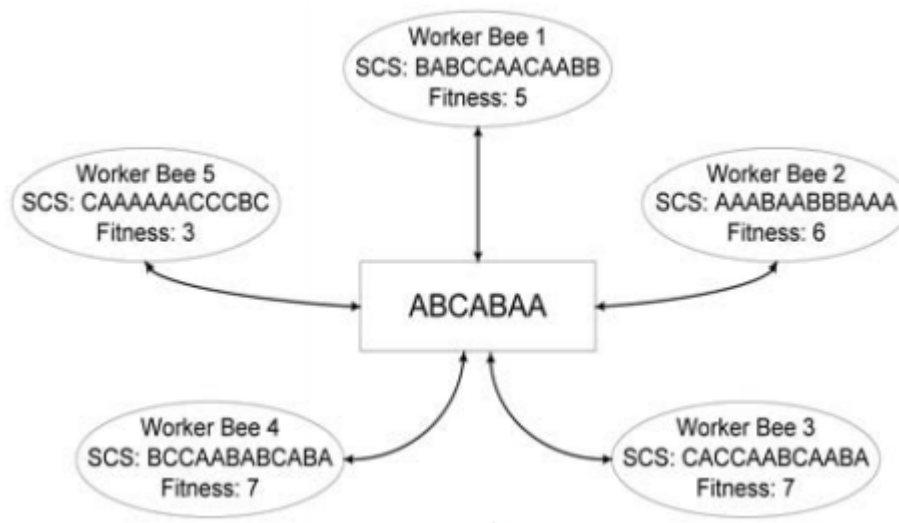 Worker Bee 1
SCS: BABCCAACAABB
Fitness: 5
Worker Bee 5
SCS: CAAAAAACCCBC
Fitness: 3
Worker Bee 2
SCS: AAABAABBBAAA
Fitness: 6
ABCABAA
Worker Bee 4
SCS: BCCAABABCABA
Fitness: 7
Worker Bee 3
SCS: CACCAABCAABA
Fitness: 7